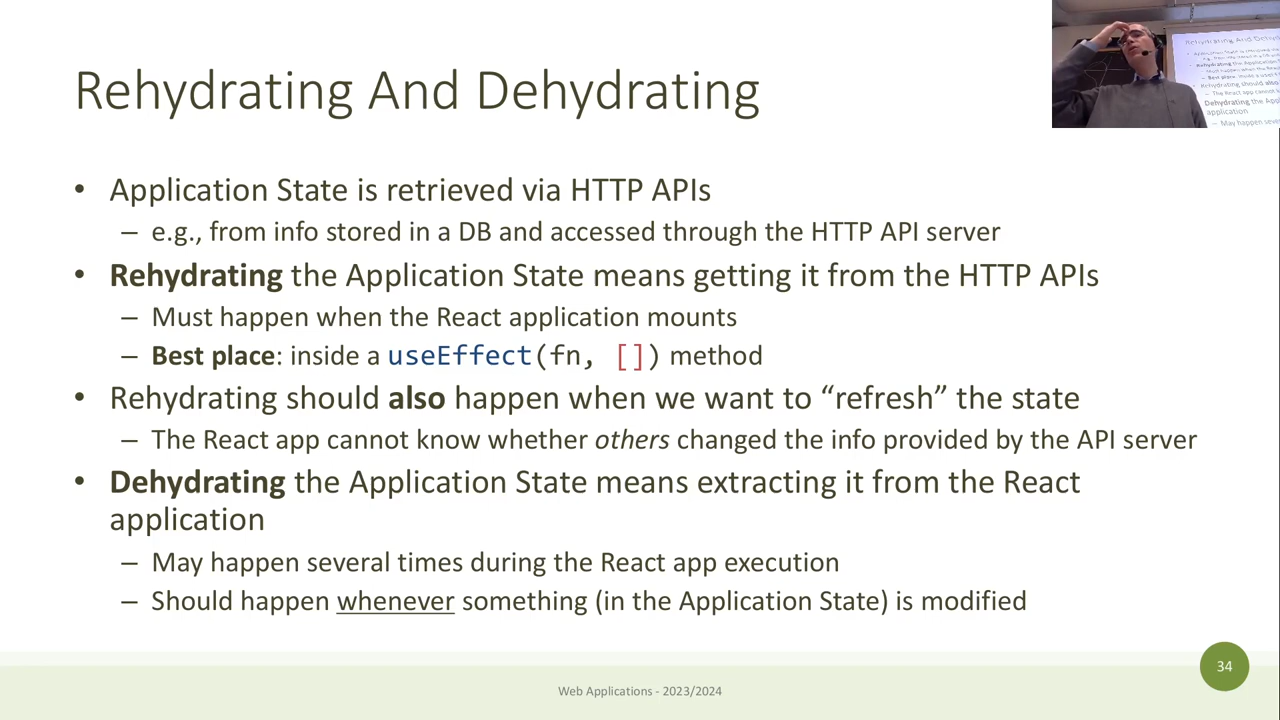 Rehydrating And Dehydrating
• Application State is retrieved via HTTP APIs
– e.g., from info stored in a DB and accessed through the HTTP API server
• Rehydrating the Application State means getting it from the HTTP APIs
– Must happen when the React application mounts
– Best place: inside a useEffect(fn, []) method
• Rehydrating should also happen when we want to “refresh” the state
– The React app cannot know whether others changed the info provided by the API server
• Dehydrating the Application State means extracting it from the React
application
– May happen several times during the React app execution
– Should happen whenever something (in the Application State) is modified
34
Web Applications - 2023/2024